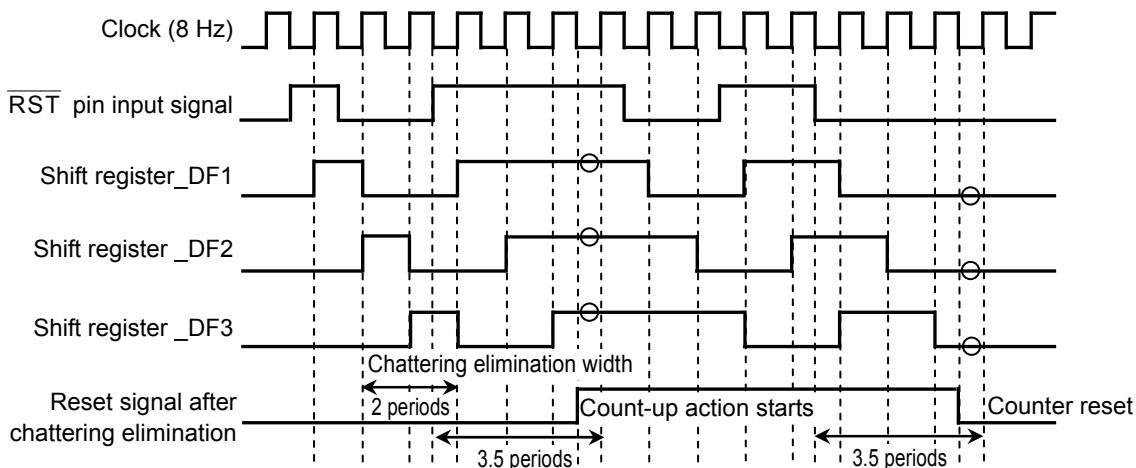 Clock (8 Hz)
RST pin input signal
Shift register_DF1
Shift register _DF2
Shift register _DF3
Chattering elimination width
2 periods
Reset signal after
chattering elimination
Count-up action starts
Counter reset
3.5 periods
3.5 periods